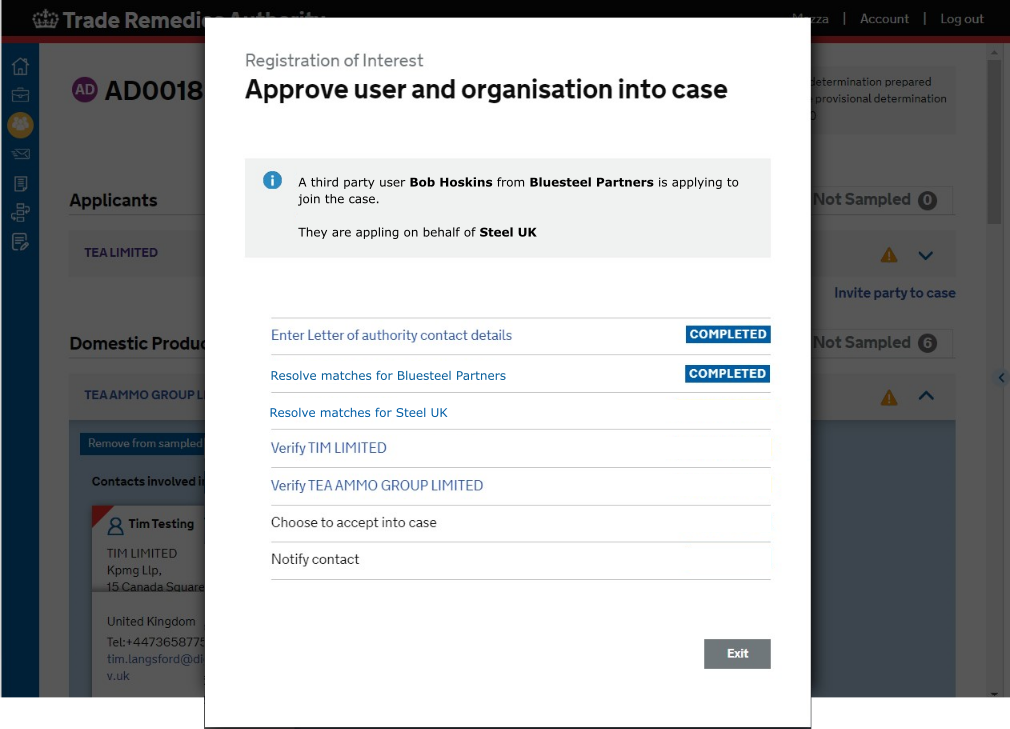 Trade Remedies Authority
Mezza | Account | Log out
AD AD0018
determination prepared
provisional determination
Registration of Interest
Approve user and organisation into case
A third party user Bob Hoskins from Bluesteel Partners is applying to
join the case.
They are appling on behalf of Steel UK
Applicants
Not Sampled 0
TEA LIMITED
Invite party to case
Domestic Produc
Not Sampled 6
TEA AMMO GROUP L
Remove from sampled
Contacts involved i
Tim Testing
TIM LIMITED
Kpmg Llp,
15 Canada Square
United Kingdom
Tel:+4473658775
tim.langsford@di
v.uk
Enter Letter of authority contact details COMPLETED
Resolve matches for Bluesteel Partners COMPLETED
Resolve matches for Steel UK
Verify TIM LIMITED
Verify TEA AMMO GROUP LIMITED
Choose to accept into case
Notify contact
Exit